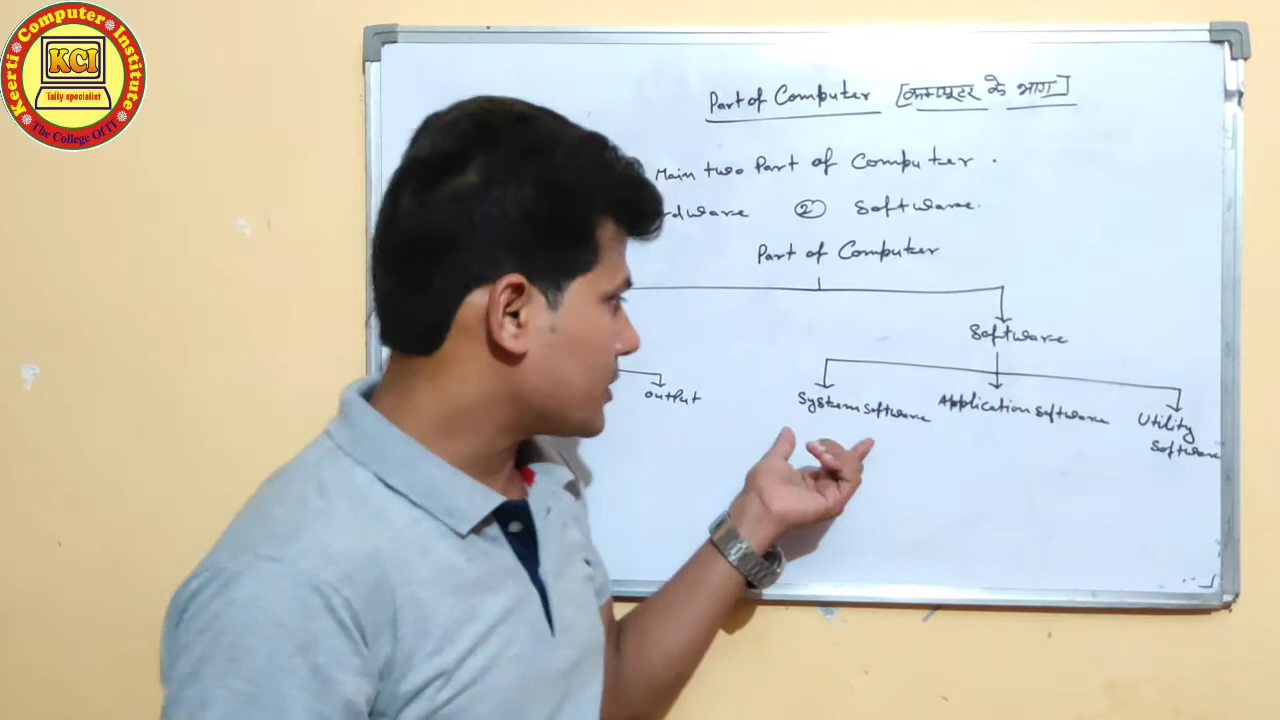 Keerti Computer Institute
KCI
Tally specialist
The College Of IT
Part of Computer [कम्प्यूटर के भाग]
Main two Part of Computer.
rdware ② Software.
Part of Computer
Software
output
System Software
Application Software
Utility Software